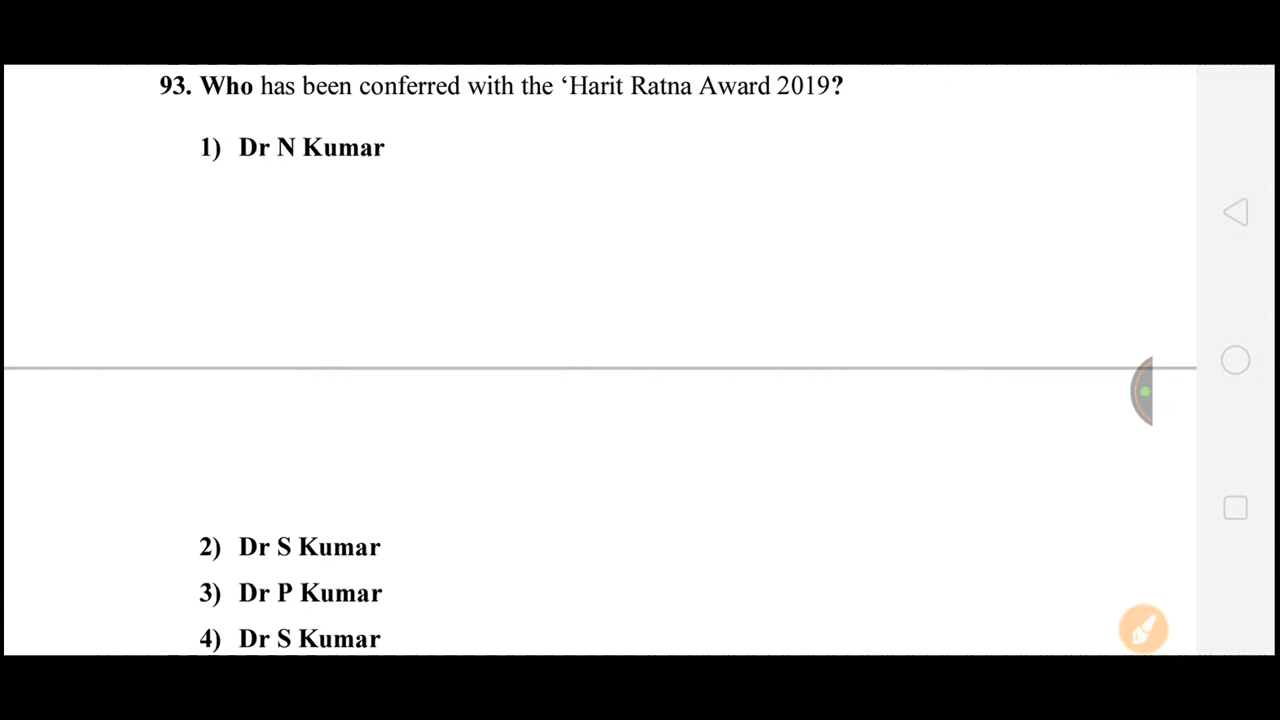 93. Who has been conferred with the ‘Harit Ratna Award 2019?
1) Dr N Kumar
2) Dr S Kumar
3) Dr P Kumar
4) Dr S Kumar